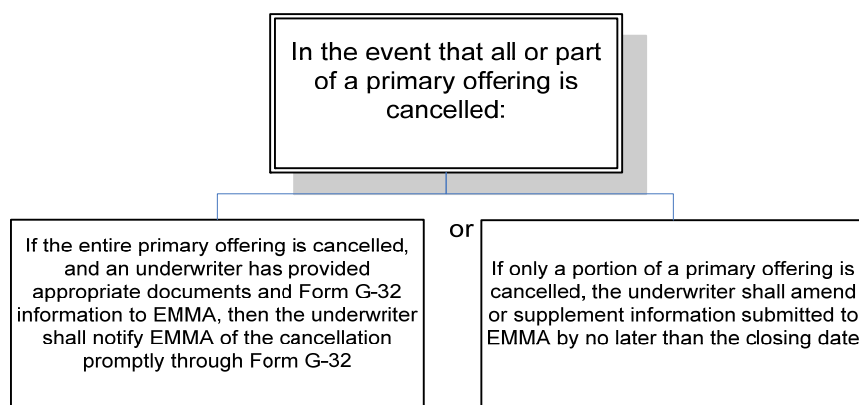 In the event that all or part
of a primary offering is
cancelled:
If the entire primary offering is cancelled,
and an underwriter has provided
appropriate documents and Form G-32
information to EMMA, then the underwriter
shall notify EMMA of the cancellation
promptly through Form G-32
or
If only a portion of a primary offering is
cancelled, the underwriter shall amend
or supplement information submitted to
EMMA by no later than the closing date